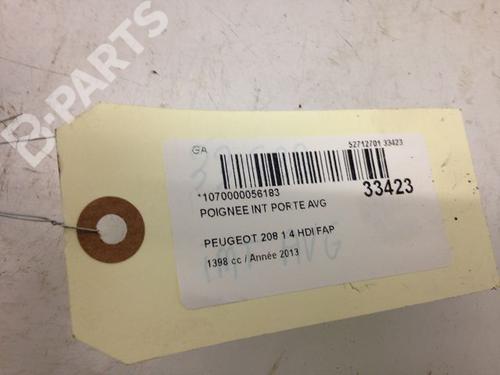 B-PARTS
GA
52712701 33423
*1070000056183
33423
POIGNEE INT PORTE AVG
PEUGEOT 208 1.4 HDI FAP
1398 cc / Année 2013